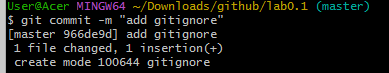 User@Acer MINGW64 ~/Downloads/github/lab0.1 (master)
$ git commit -m "add gitignore"
[master 966de9d] add gitignore
 1 file changed, 1 insertion(+)
 create mode 100644 gitignore